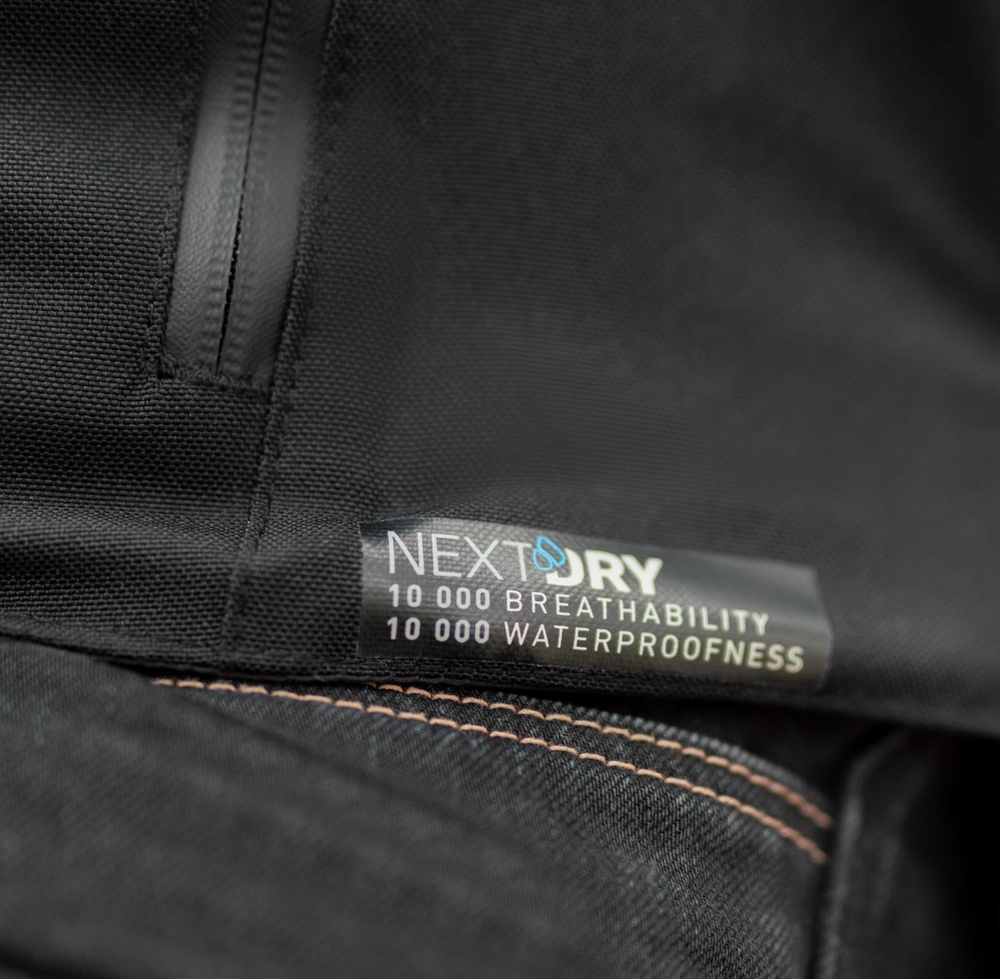 NEXTDRY
10 000 BREATHABILITY
10 000 WATERPROOFNESS